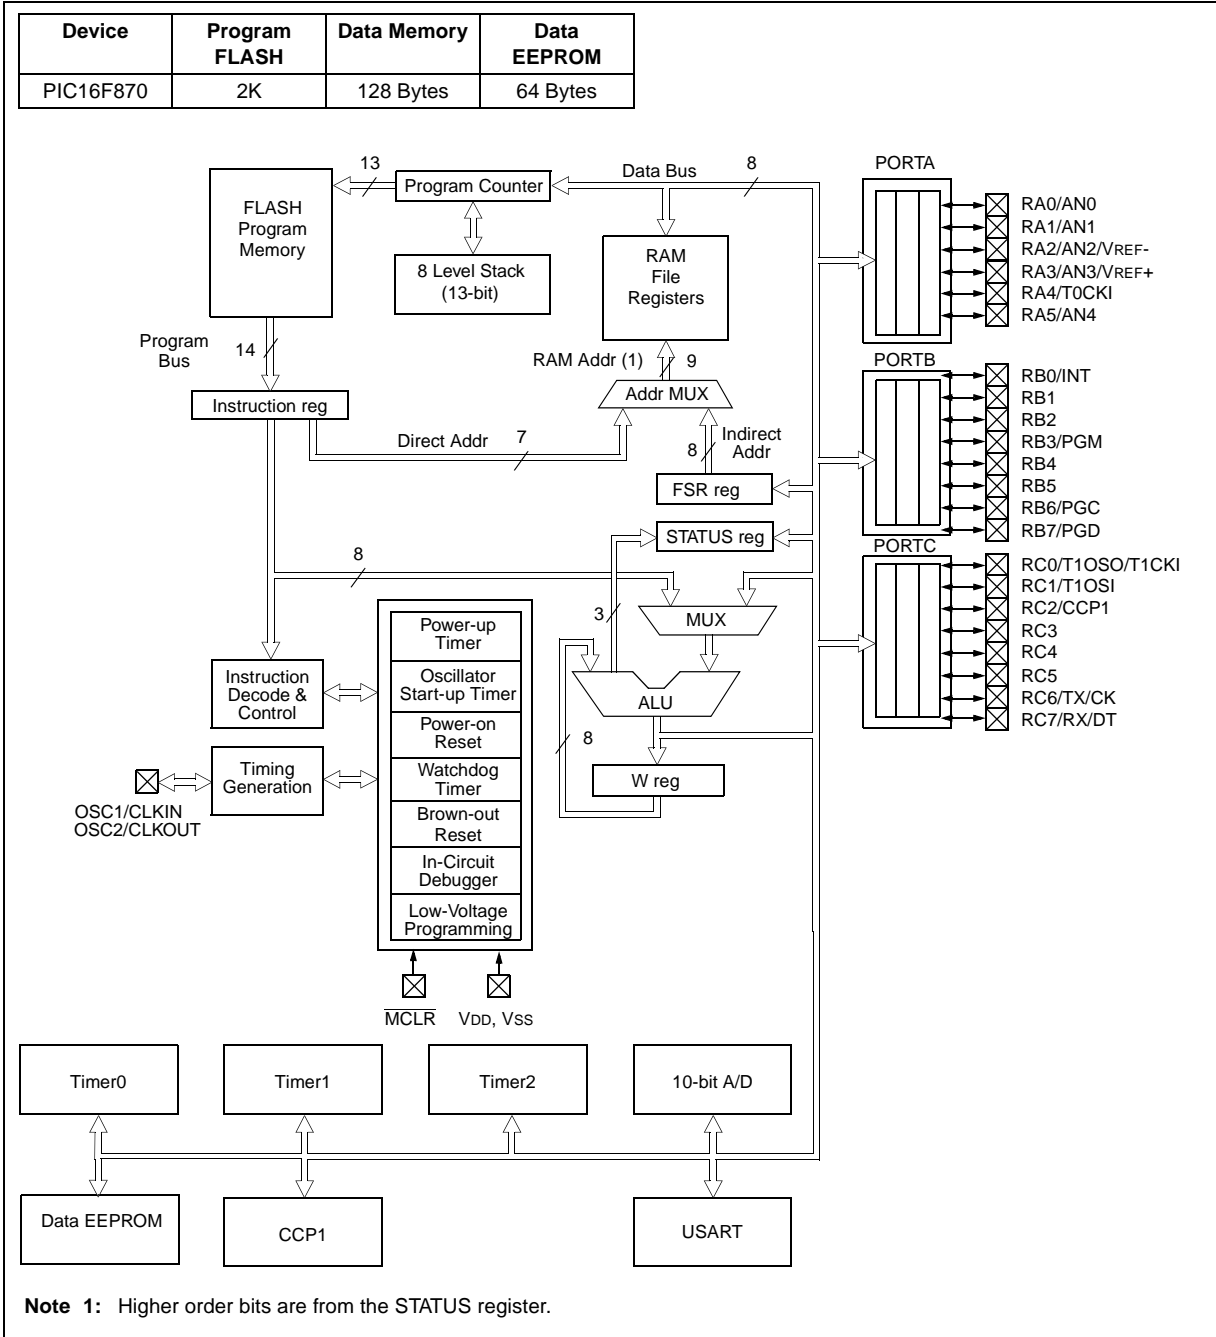 Device Program FLASH Data Memory Data EEPROM
PIC16F870 2K 128 Bytes 64 Bytes
13
Program Counter
Data Bus
8
FLASH
Program
Memory
8 Level Stack
(13-bit)
RAM
File
Registers
Program
Bus
14
RAM Addr (1)
9
Addr MUX
Instruction reg
Direct Addr
7
Indirect
Addr
8
FSR reg
STATUS reg
8
3
MUX
ALU
8
W reg
Instruction
Decode &
Control
Timing
Generation
OSC1/CLKIN
OSC2/CLKOUT
Power-up
Timer
Oscillator
Start-up Timer
Power-on
Reset
Watchdog
Timer
Brown-out
Reset
In-Circuit
Debugger
Low-Voltage
Programming
MCLR
VDD, VSS
PORTA
RA0/AN0
RA1/AN1
RA2/AN2/VREF-
RA3/AN3/VREF+
RA4/T0CKI
RA5/AN4
PORTB
RB0/INT
RB1
RB2
RB3/PGM
RB4
RB5
RB6/PGC
RB7/PGD
PORTC
RC0/T1OSO/T1CKI
RC1/T1OSI
RC2/CCP1
RC3
RC4
RC5
RC6/TX/CK
RC7/RX/DT
Timer0
Timer1
Timer2
10-bit A/D
Data EEPROM
CCP1
USART
Note 1: Higher order bits are from the STATUS register.